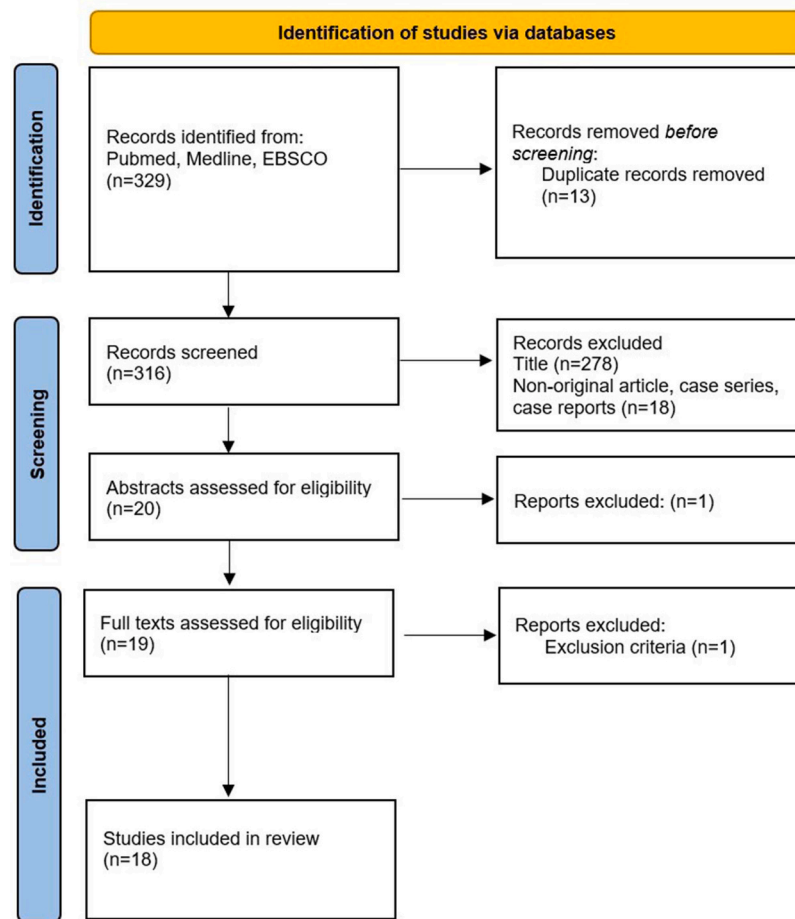 Identification of studies via databases
Identification
Records identified from:
Pubmed, Medline, EBSCO
(n=329)
Records removed before
screening:
Duplicate records removed
(n=13)
Screening
Records screened
(n=316)
Records excluded
Title (n=278)
Non-original article, case series,
case reports (n=18)
Abstracts assessed for eligibility
(n=20)
Reports excluded: (n=1)
Included
Full texts assessed for eligibility
(n=19)
Reports excluded:
Exclusion criteria (n=1)
Studies included in review
(n=18)